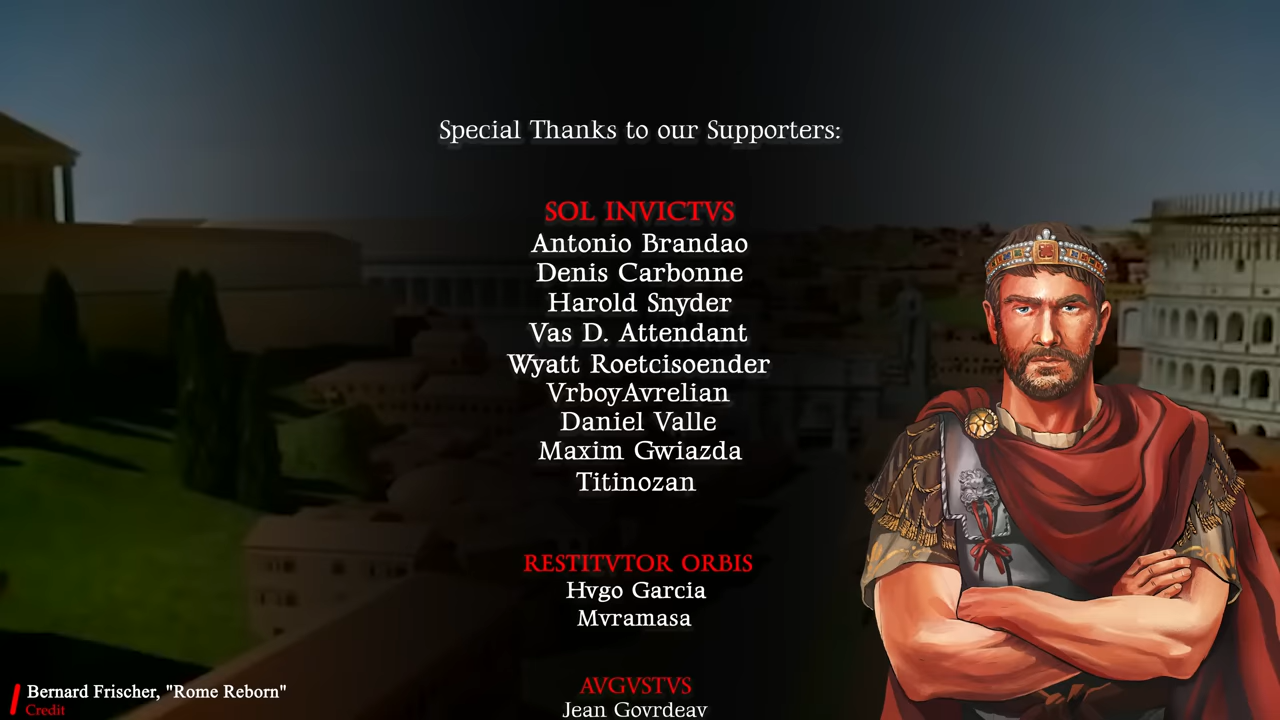 Special Thanks to our Supporters:
SOL INVICTVS
Antonio Brandao
Denis Carbonne
Harold Snyder
Vas D. Attendant
Wyatt Roetcisoender
VrboyAvrelian
Daniel Valle
Maxim Gwiazda
Titinozan
RESTITVTOR ORBIS
Hvgo Garcia
Mvramasa
AVGVSTVS
Jean Govrdeav
Bernard Frischer, "Rome Reborn"
Credit